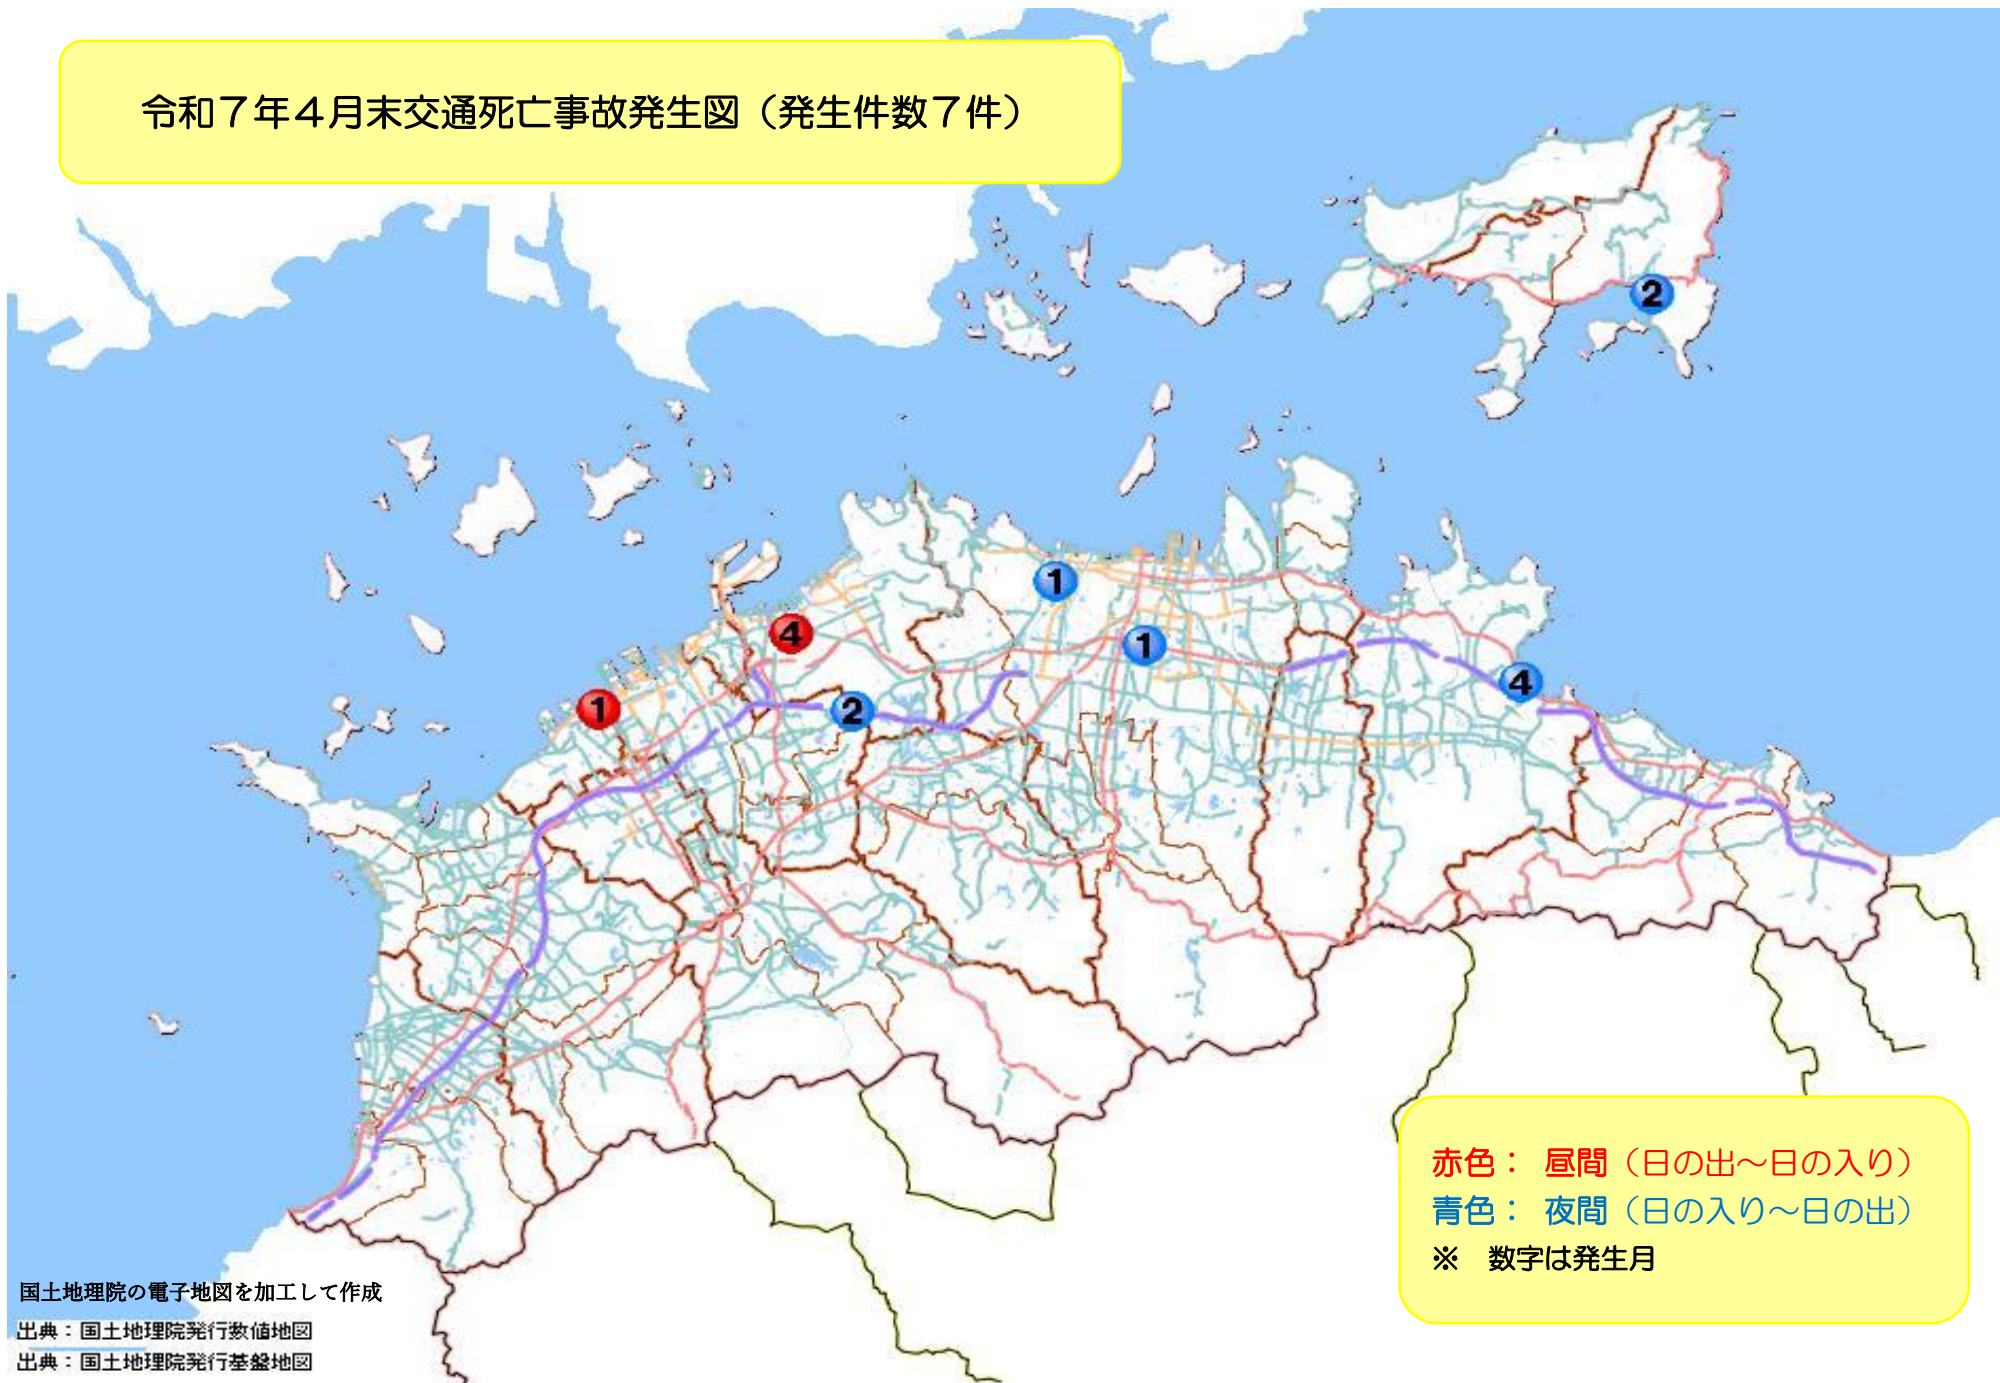 令和７年４月末交通死亡事故発生図（発生件数７件）
2
1
4
1
4
1
2
赤色： 昼間（日の出～日の入り）
青色： 夜間（日の入り～日の出）
※　数字は発生月
国土地理院の電子地図を加工して作成
出典：国土地理院発行数値地図
出典：国土地理院発行基盤地図